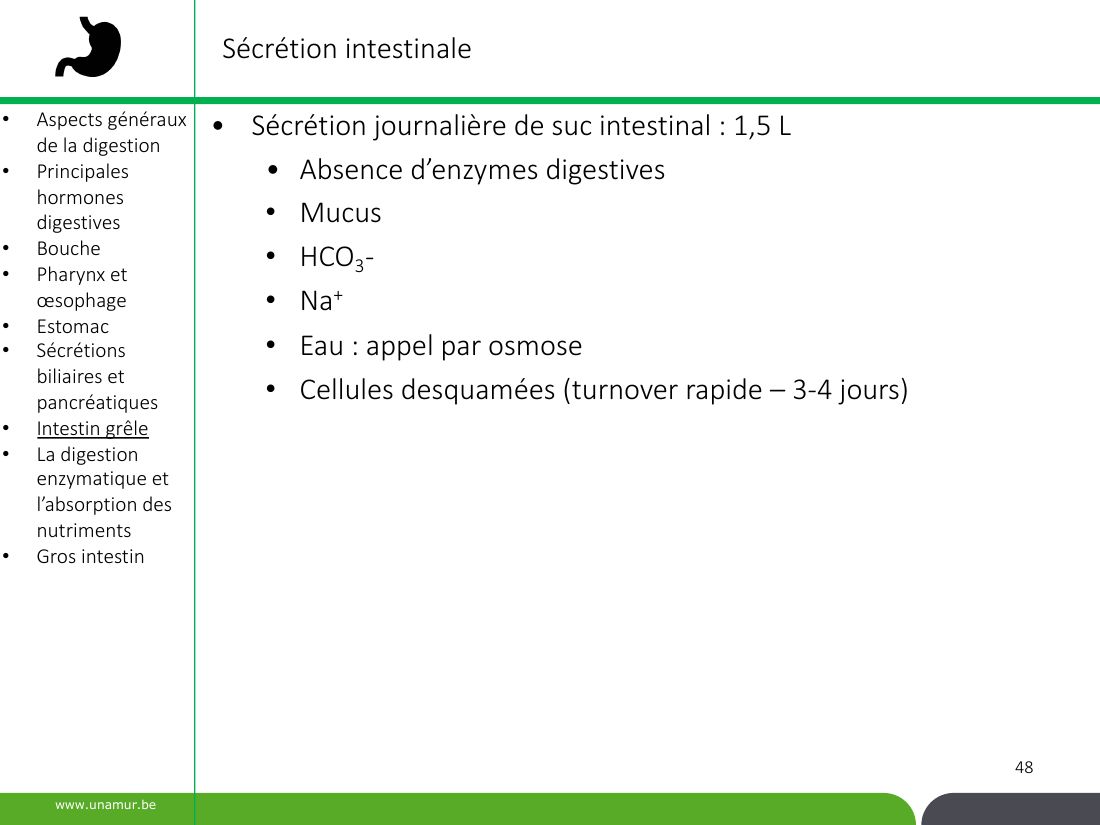 Sécrétion intestinale
• Aspects généraux
de la digestion
• Principales
hormones
digestives
• Bouche
• Pharynx et
œsophage
• Estomac
• Sécrétions
biliaires et
pancréatiques
• Intestin grêle
• La digestion
enzymatique et
l’absorption des
nutriments
• Gros intestin
• Sécrétion journalière de suc intestinal : 1,5 L
• Absence d’enzymes digestives
• Mucus
• HCO₃-
• Na⁺
• Eau : appel par osmose
• Cellules desquamées (turnover rapide – 3-4 jours)
48
www.unamur.be